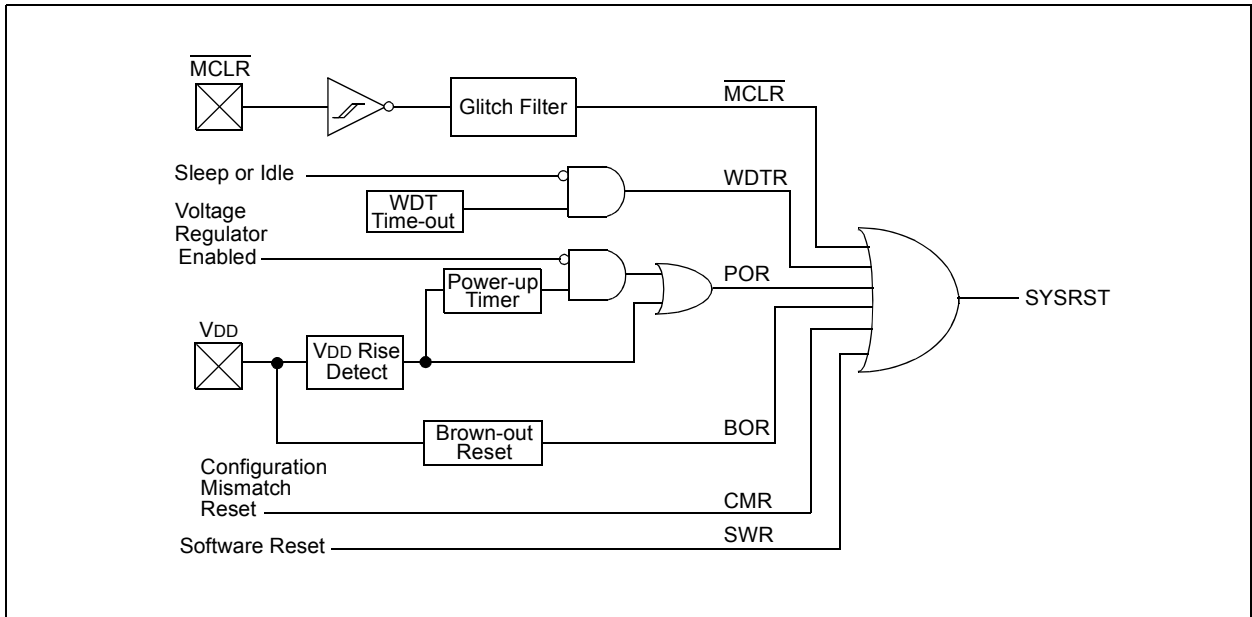 MCLR
Glitch Filter
MCLR
Sleep or Idle
WDT
Time-out
WDTR
Voltage
Regulator
Enabled
Power-up
Timer
POR
SYSRST
VDD
VDD Rise
Detect
Brown-out
Reset
BOR
Configuration
Mismatch
Reset
CMR
Software Reset
SWR